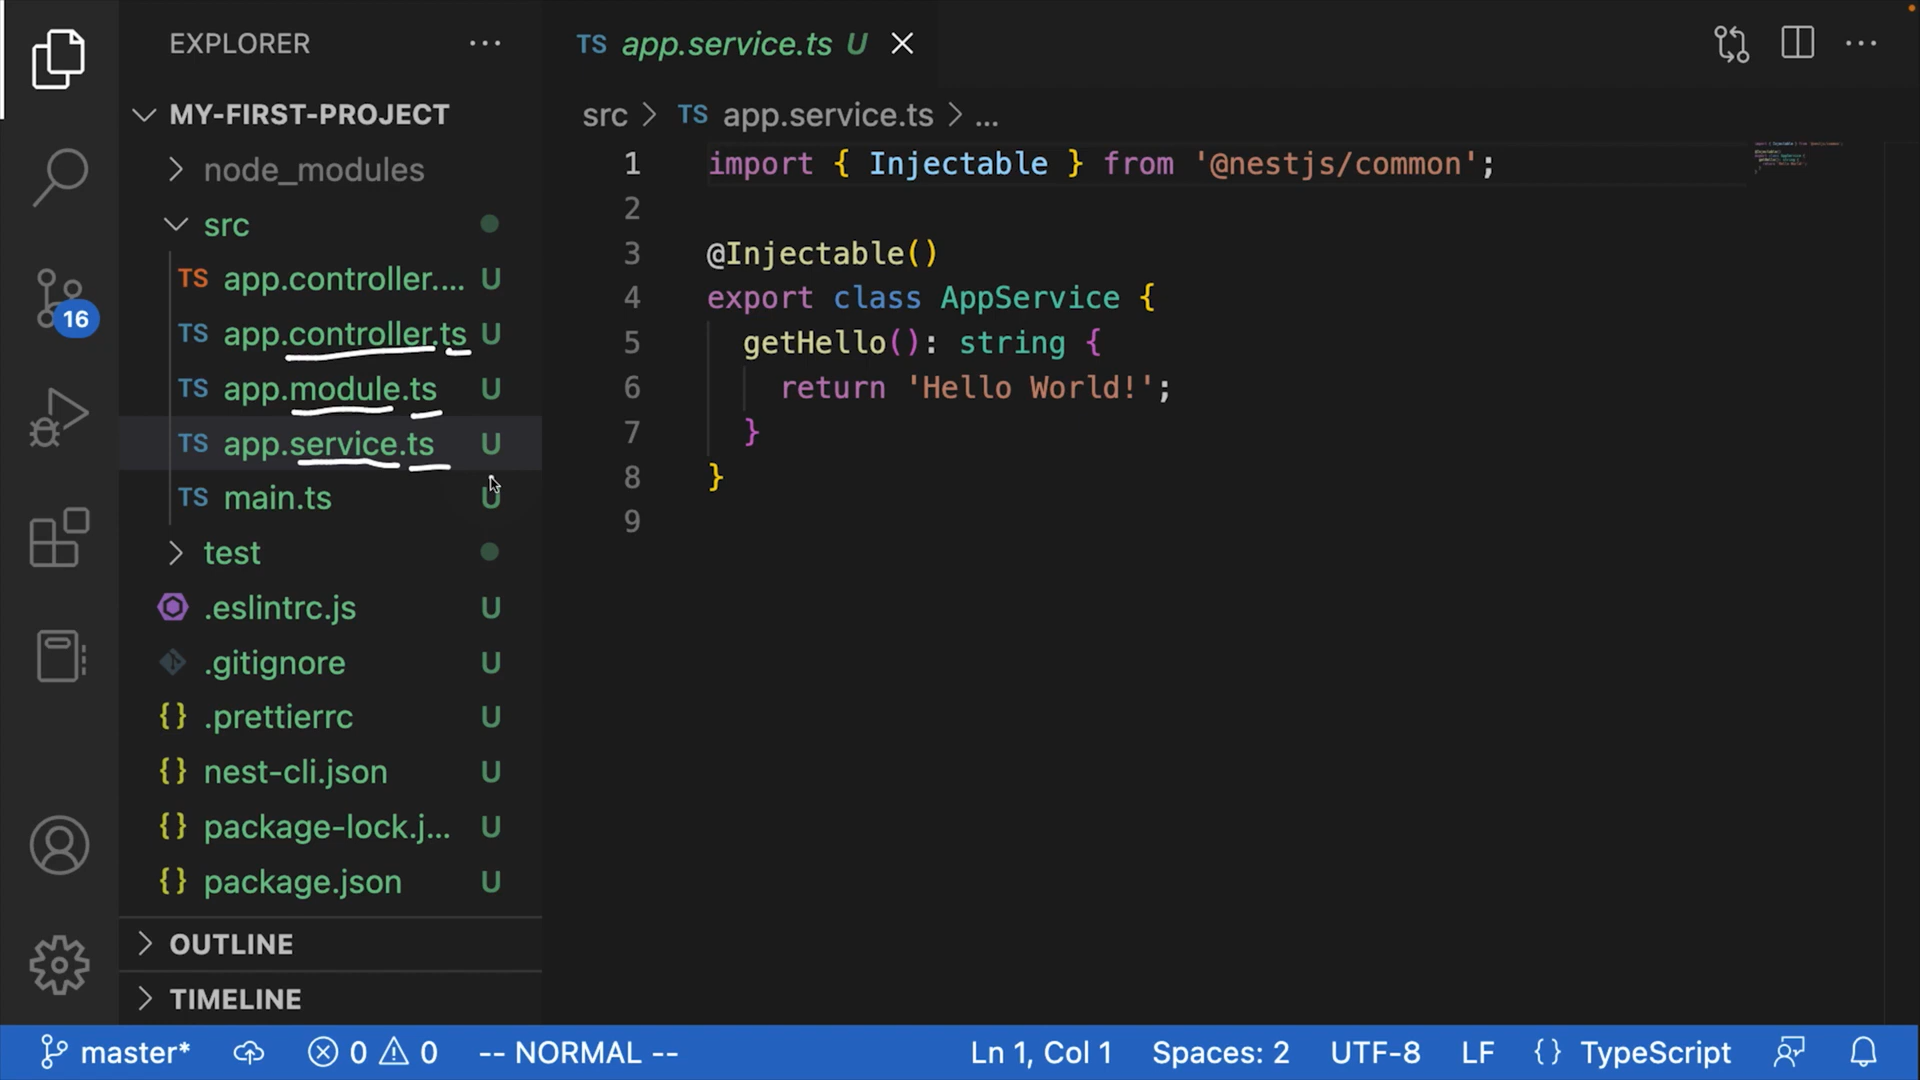 EXPLORER
MY-FIRST-PROJECT
node_modules
src
TS app.controller.... U
TS app.controller.ts U
TS app.module.ts U
TS app.service.ts U
TS main.ts U
test
.eslintrc.js U
.gitignore U
{} .prettierrc U
{} nest-cli.json U
{} package-lock.j... U
{} package.json U
OUTLINE
TIMELINE
16
TS app.service.ts U
src > TS app.service.ts > ...
1 import { Injectable } from '@nestjs/common';
2
3 @Injectable()
4 export class AppService {
5 getHello(): string {
6 return 'Hello World!';
7 }
8 }
9
master* 0 0 -- NORMAL -- Ln 1, Col 1 Spaces: 2 UTF-8 LF {} TypeScript